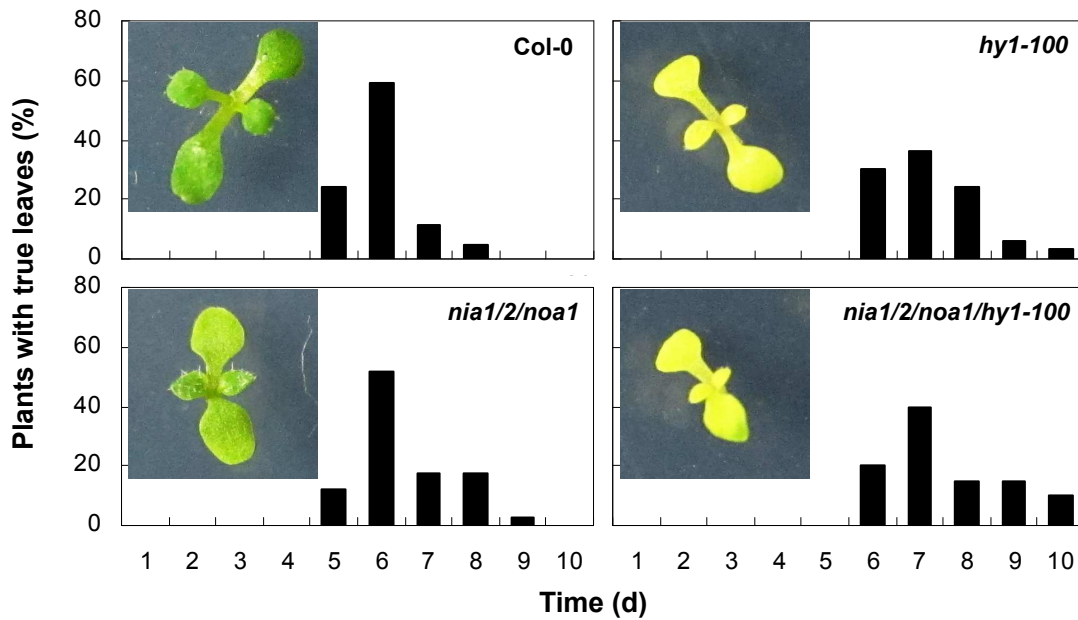 Plants with true leaves (%)
80
60
40
20
0
Col-0
hy1-100
80
60
40
20
0
nia1/2/noa1
nia1/2/noa1/hy1-100
1 2 3 4 5 6 7 8 9 10
1 2 3 4 5 6 7 8 9 10
Time (d)